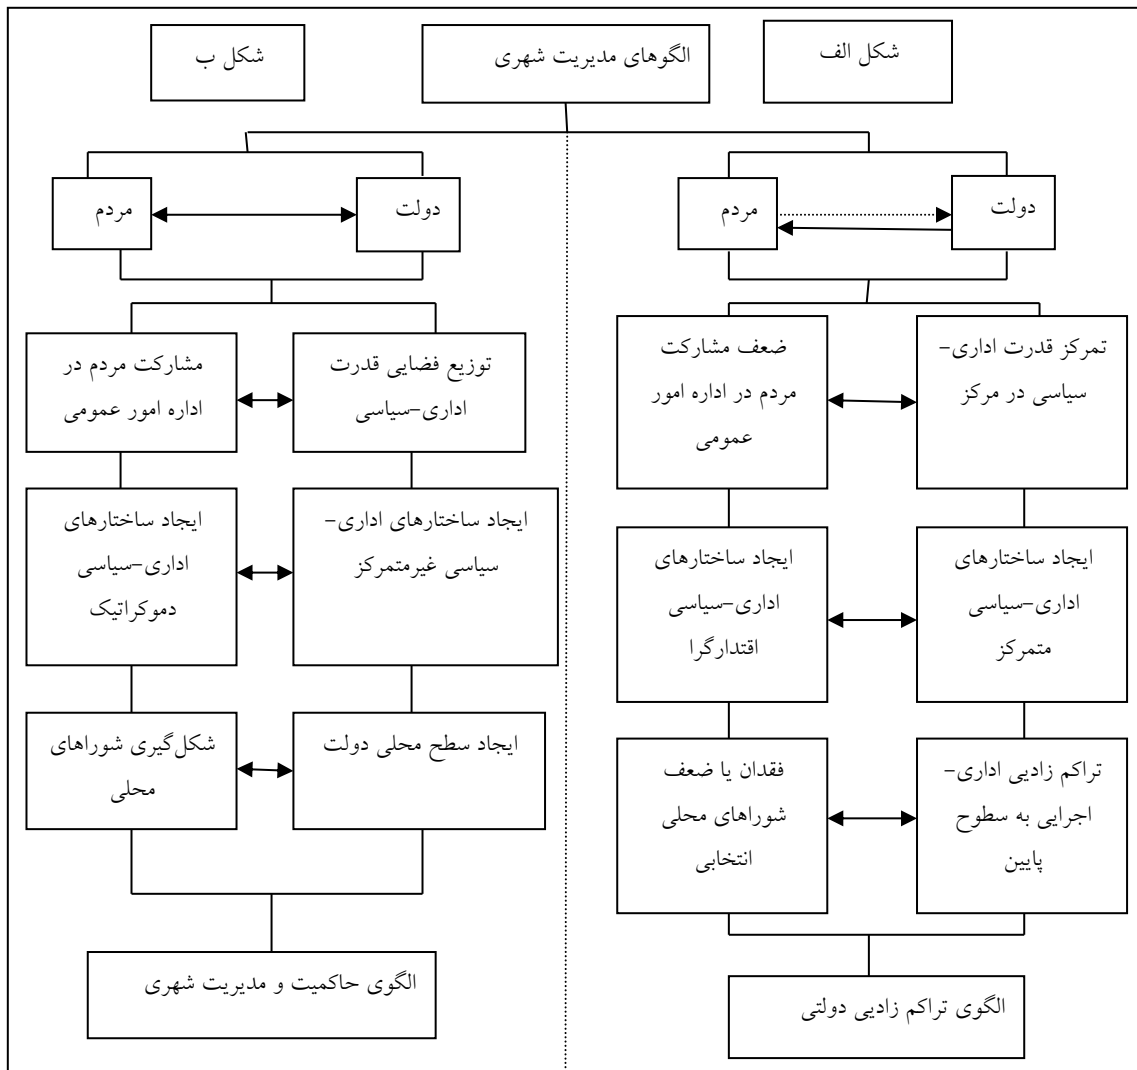 شکل الف
الگوهای مدیریت شهری
شکل ب
دولت
مردم
تمرکز قدرت اداری–
سیاسی در مرکز
ضعف مشارکت
مردم در اداره امور
عمومی
ایجاد ساختارهای
اداری–سیاسی
متمرکز
ایجاد ساختارهای
اداری–سیاسی
اقتدارگرا
تراکم زادیی اداری–
اجرایی به سطوح
پایین
فقدان یا ضعف
شوراهای محلی
انتخابی
الگوی تراکم زادیی دولتی
دولت
مردم
توزیع فضایی قدرت
اداری–سیاسی
مشارکت مردم در
اداره امور عمومی
ایجاد ساختارهای اداری–
سیاسی غیرمتمرکز
ایجاد ساختارهای
اداری–سیاسی
دموکراتیک
ایجاد سطح محلی دولت
شکل‌گیری شوراهای
محلی
الگوی حاکمیت و مدیریت شهری